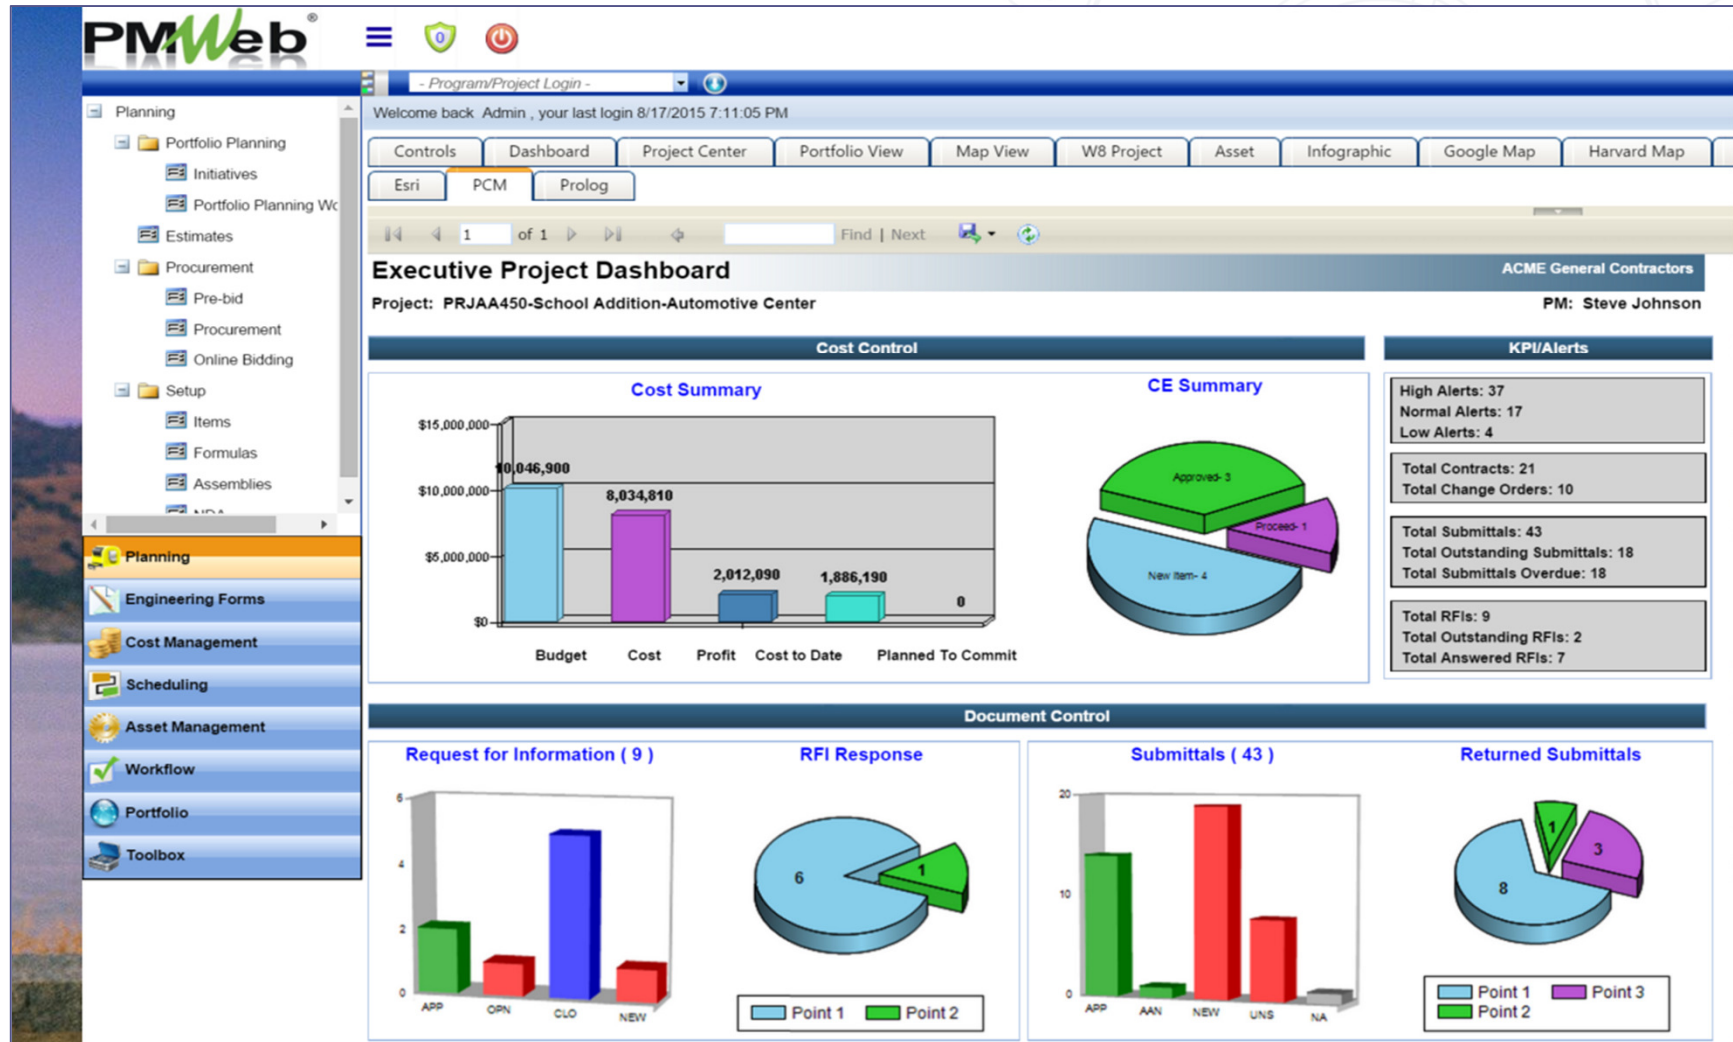 PMWeb®
0
- Program/Project Login -
Welcome back Admin , your last login 8/17/2015 7:11:05 PM
Planning
Portfolio Planning
Initiatives
Portfolio Planning Wo
Estimates
Procurement
Pre-bid
Procurement
Online Bidding
Setup
Items
Formulas
Assemblies
Planning
Engineering Forms
Cost Management
Scheduling
Asset Management
Workflow
Portfolio
Toolbox
Controls Dashboard Project Center Portfolio View Map View W8 Project Asset Infographic Google Map Harvard Map
Esri PCM Prolog
1 of 1 Find | Next
Executive Project Dashboard ACME General Contractors
Project: PRJAA450-School Addition-Automotive Center PM: Steve Johnson
Cost Control
Cost Summary
$15,000,000
$10,000,000
$5,000,000
$0
10,046,900
8,034,810
2,012,090
1,886,190
0
Budget Cost Profit Cost to Date Planned To Commit
CE Summary
Approved- 3
Proceed- 1
New Item- 4
KPI/Alerts
High Alerts: 37
Normal Alerts: 17
Low Alerts: 4
Total Contracts: 21
Total Change Orders: 10
Total Submittals: 43
Total Outstanding Submittals: 18
Total Submittals Overdue: 18
Total RFIs: 9
Total Outstanding RFIs: 2
Total Answered RFIs: 7
Document Control
Request for Information ( 9 )
6
4
2
0
APP OPN CLO NEW
RFI Response
6
1
Point 1 Point 2
Submittals ( 43 )
20
10
0
APP AAN NEW UNS NA
Returned Submittals
1
3
8
Point 1 Point 3
Point 2